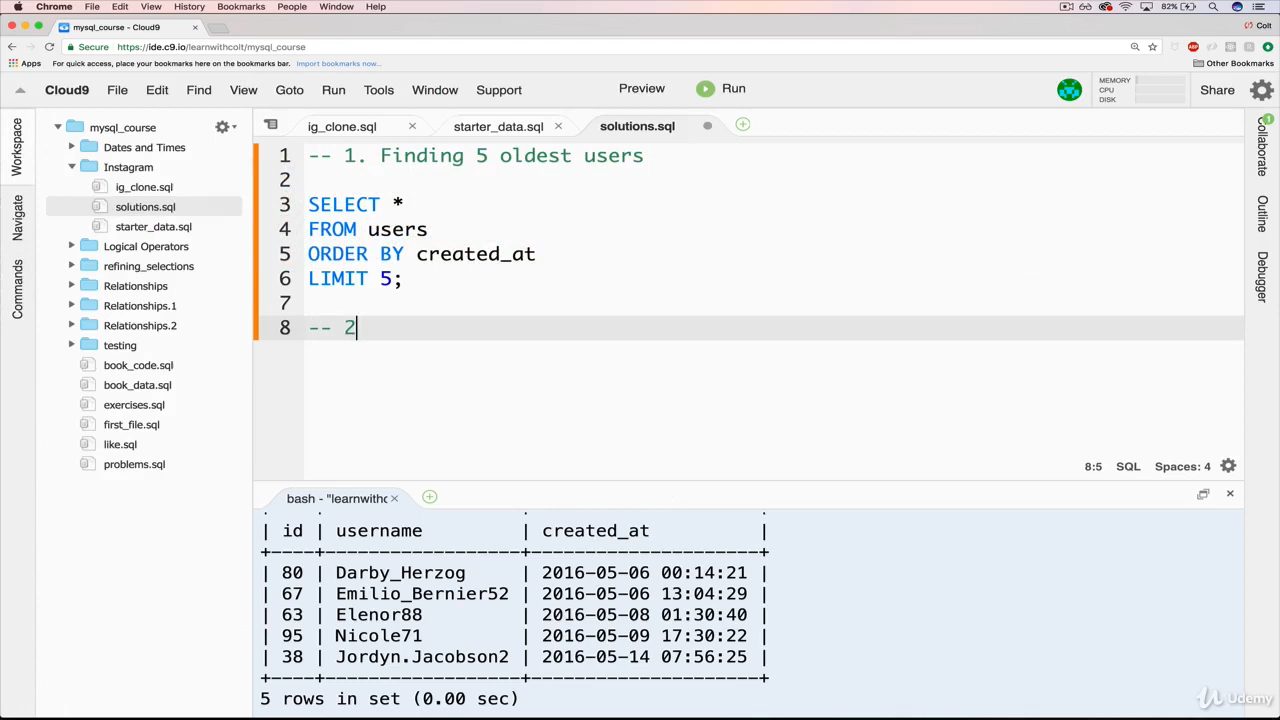 Chrome File Edit View History Bookmarks People Window Help 82% Wednesday
mysql_course - Cloud9 Colt
Secure https://ide.c9.io/learnwithcolt/mysql_course
Apps For quick access, place your bookmarks here on the bookmarks bar. Import bookmarks now... Other Bookmarks
Cloud9 File Edit Find View Goto Run Tools Window Support Preview Run MEMORY CPU DISK Share
Workspace
Navigate
Commands
mysql_course
Dates and Times
Instagram
ig_clone.sql
solutions.sql
starter_data.sql
Logical Operators
refining_selections
Relationships
Relationships.1
Relationships.2
testing
book_code.sql
book_data.sql
exercises.sql
first_file.sql
like.sql
problems.sql
ig_clone.sql starter_data.sql solutions.sql
1 -- 1. Finding 5 oldest users
2
3 SELECT *
4 FROM users
5 ORDER BY created_at
6 LIMIT 5;
7
8 -- 2
8:5 SQL Spaces: 4
Collaborate 1
Outline
Debugger
bash - "learnwithc
| id | username | created_at |
+----+------------------+---------------------+
| 80 | Darby_Herzog | 2016-05-06 00:14:21 |
| 67 | Emilio_Bernier52 | 2016-05-06 13:04:29 |
| 63 | Elenor88 | 2016-05-08 01:30:40 |
| 95 | Nicole71 | 2016-05-09 17:30:22 |
| 38 | Jordyn.Jacobson2 | 2016-05-14 07:56:25 |
+----+------------------+---------------------+
5 rows in set (0.00 sec)
Udemy